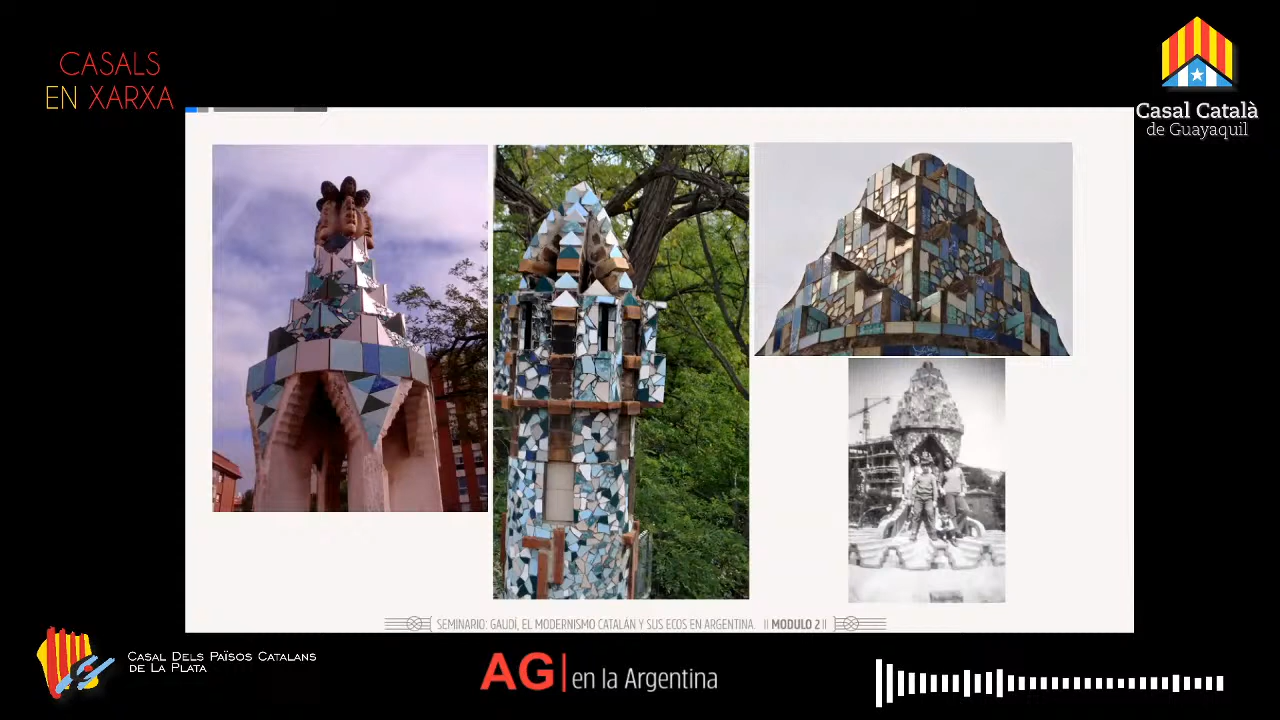 CASALS
EN XARXA
Casal Català
de Guayaquil
SEMINARIO: GAUDÍ, EL MODERNISMO CATALÁN Y SUS ECOS EN ARGENTINA || MODULO 2 ||
CASAL DELS PAÏSOS CATALANS
DE LA PLATA
AG| en la Argentina